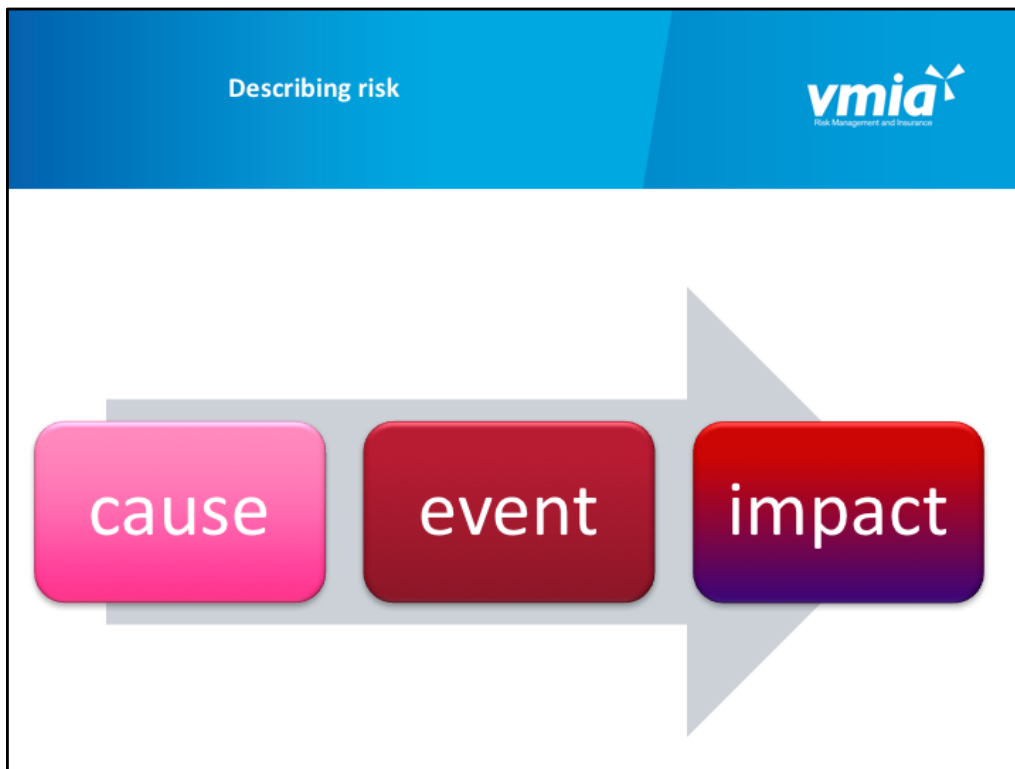 Describing risk
vmia
Risk Management and Insurance
cause
event
impact